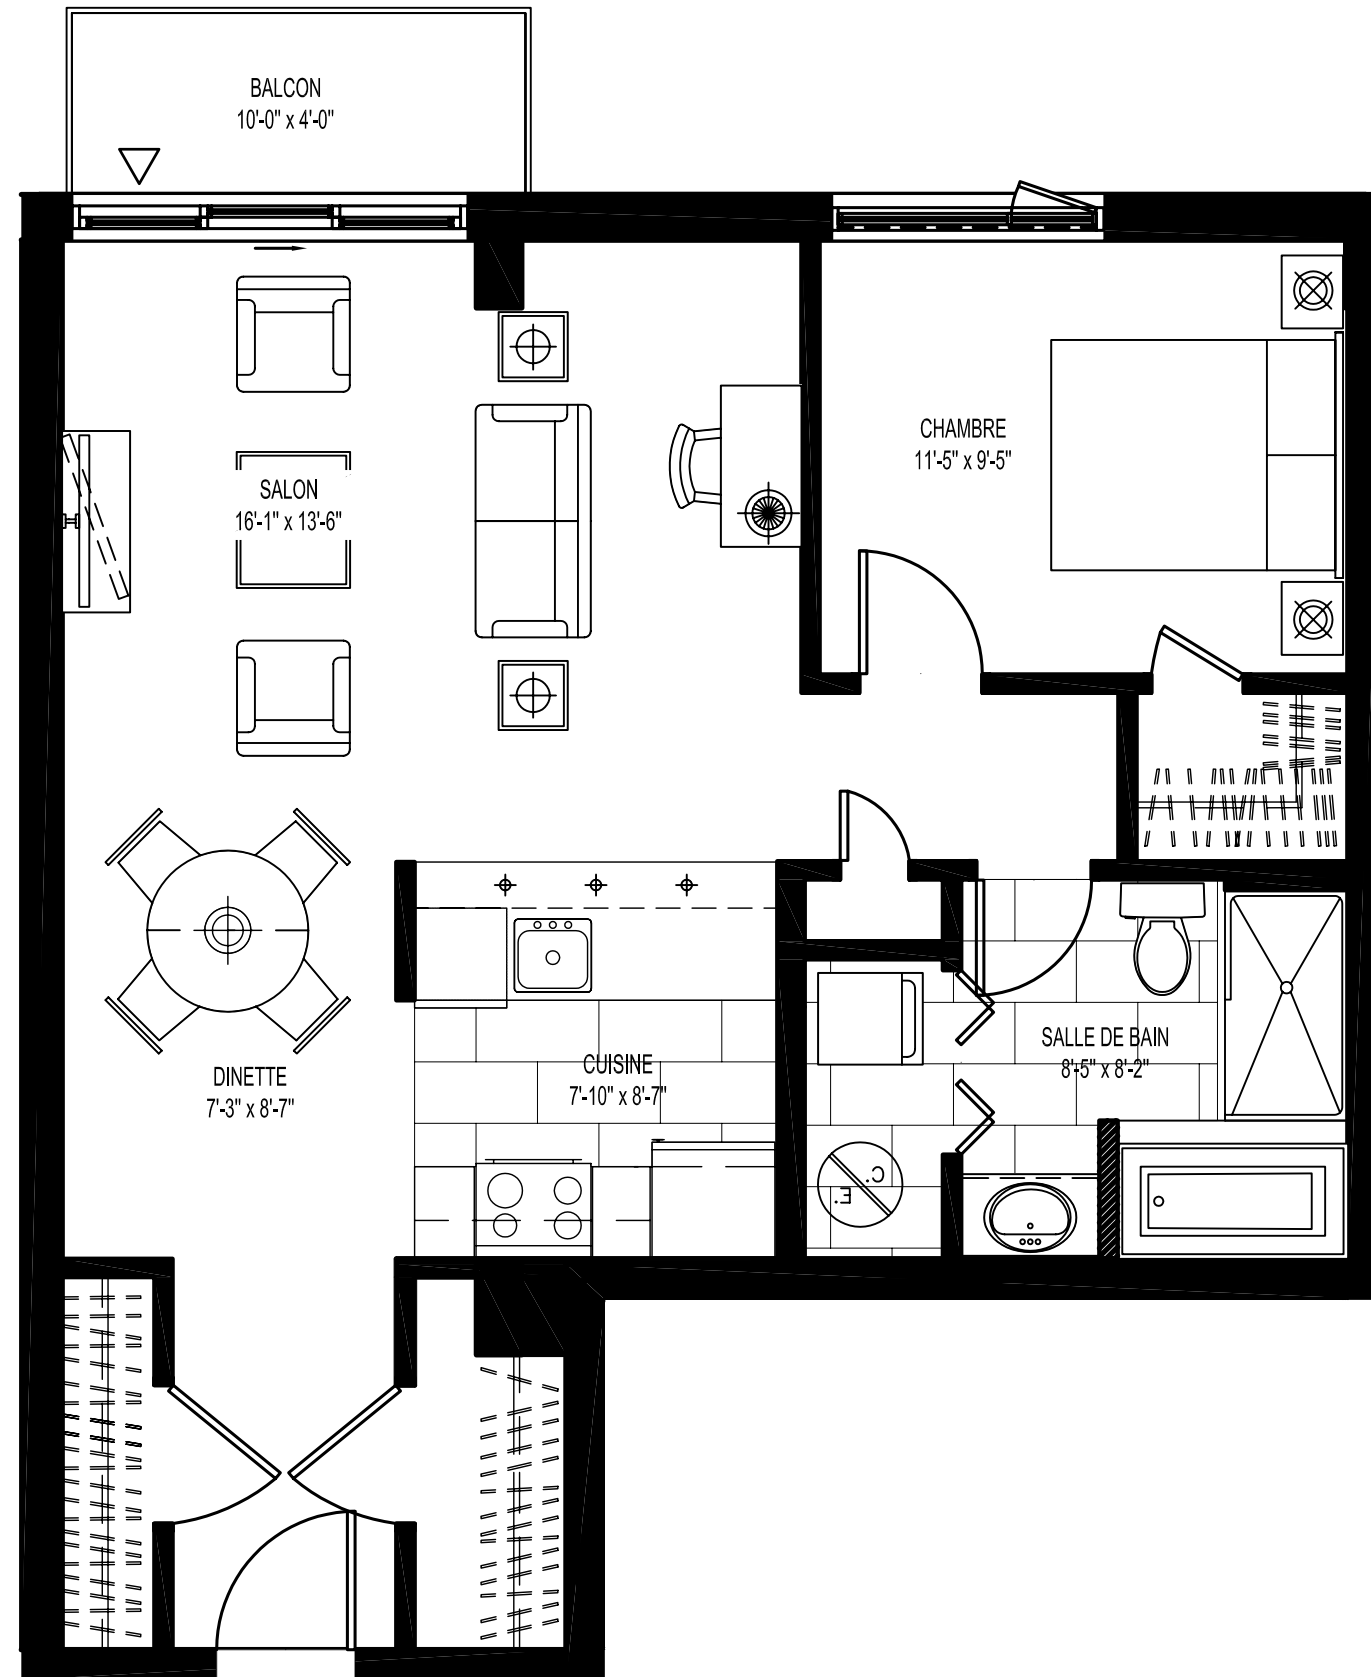 BALCON
10'-0" x 4'-0"
CHAMBRE
11'-5" x 9'-5"
SALON
16'-1" x 13'-6"
DINETTE
7'-3" x 8'-7"
CUISINE
7'-10" x 8'-7"
SALLE DE BAIN
8'-5" x 8'-2"
C.
E.